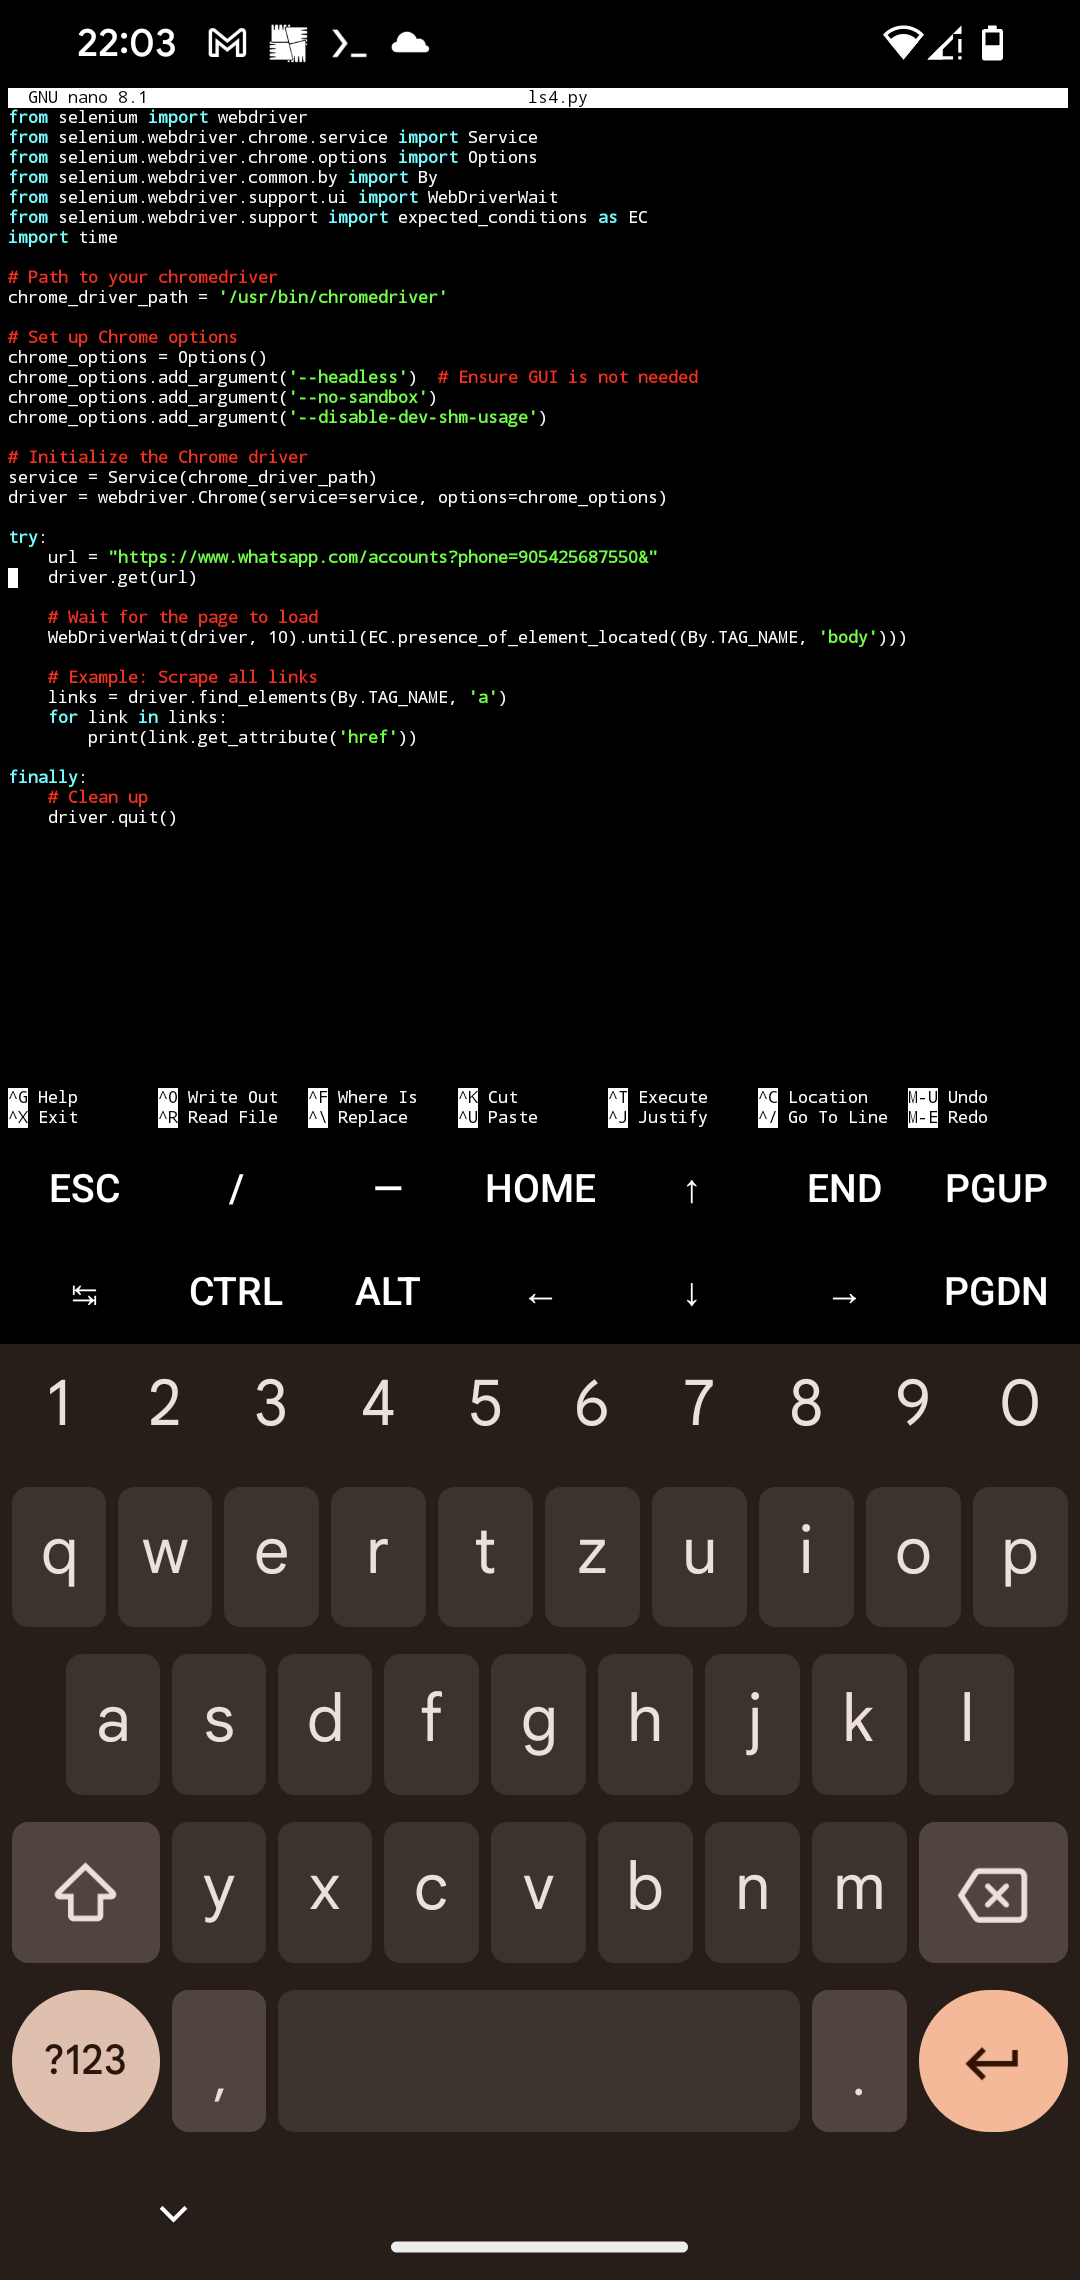 22:03
GNU nano 8.1 ls4.py
from selenium import webdriver
from selenium.webdriver.chrome.service import Service
from selenium.webdriver.chrome.options import Options
from selenium.webdriver.common.by import By
from selenium.webdriver.support.ui import WebDriverWait
from selenium.webdriver.support import expected_conditions as EC
import time
# Path to your chromedriver
chrome_driver_path = '/usr/bin/chromedriver'
# Set up Chrome options
chrome_options = Options()
chrome_options.add_argument('--headless')  # Ensure GUI is not needed
chrome_options.add_argument('--no-sandbox')
chrome_options.add_argument('--disable-dev-shm-usage')
# Initialize the Chrome driver
service = Service(chrome_driver_path)
driver = webdriver.Chrome(service=service, options=chrome_options)
try:
    url = "https://www.whatsapp.com/accounts?phone=905425687550&"
    driver.get(url)
    # Wait for the page to load
    WebDriverWait(driver, 10).until(EC.presence_of_element_located((By.TAG_NAME, 'body')))
    # Example: Scrape all links
    links = driver.find_elements(By.TAG_NAME, 'a')
    for link in links:
        print(link.get_attribute('href'))
finally:
    # Clean up
    driver.quit()
^G Help ^O Write Out ^F Where Is ^K Cut ^T Execute ^C Location M-U Undo
^X Exit ^R Read File ^\ Replace ^U Paste ^J Justify ^/ Go To Line M-E Redo
ESC / — HOME ↑ END PGUP
↹ CTRL ALT ← ↓ → PGDN
1 2 3 4 5 6 7 8 9 0
q w e r t z u i o p
a s d f g h j k l
y x c v b n m
?123 , .